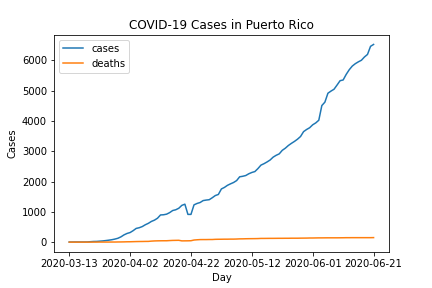 COVID-19 Cases in Puerto Rico
cases
deaths
Cases
6000
5000
4000
3000
2000
1000
0
2020-03-13 2020-04-02 2020-04-22 2020-05-12 2020-06-01 2020-06-21
Day